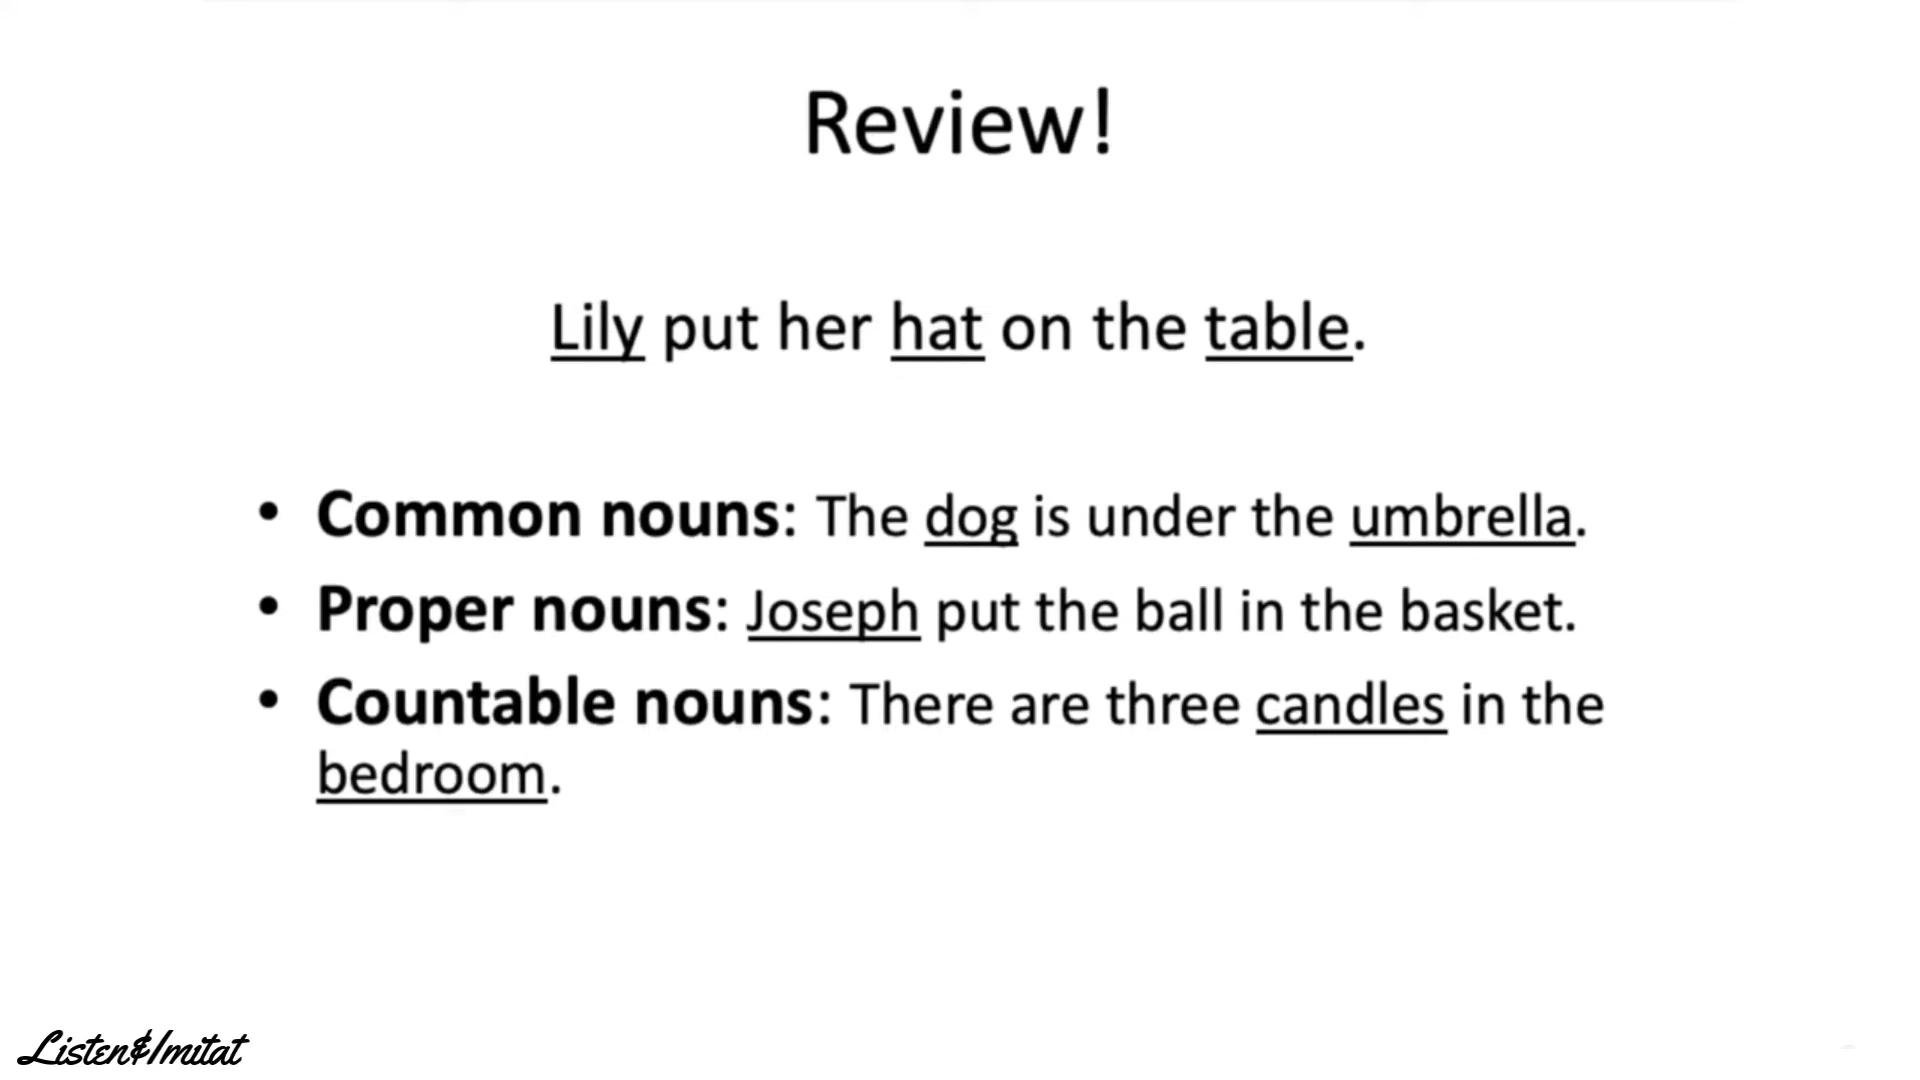 Review!
Lily put her hat on the table.
• Common nouns: The dog is under the umbrella.
• Proper nouns: Joseph put the ball in the basket.
• Countable nouns: There are three candles in the
bedroom.
Listen&Imitat